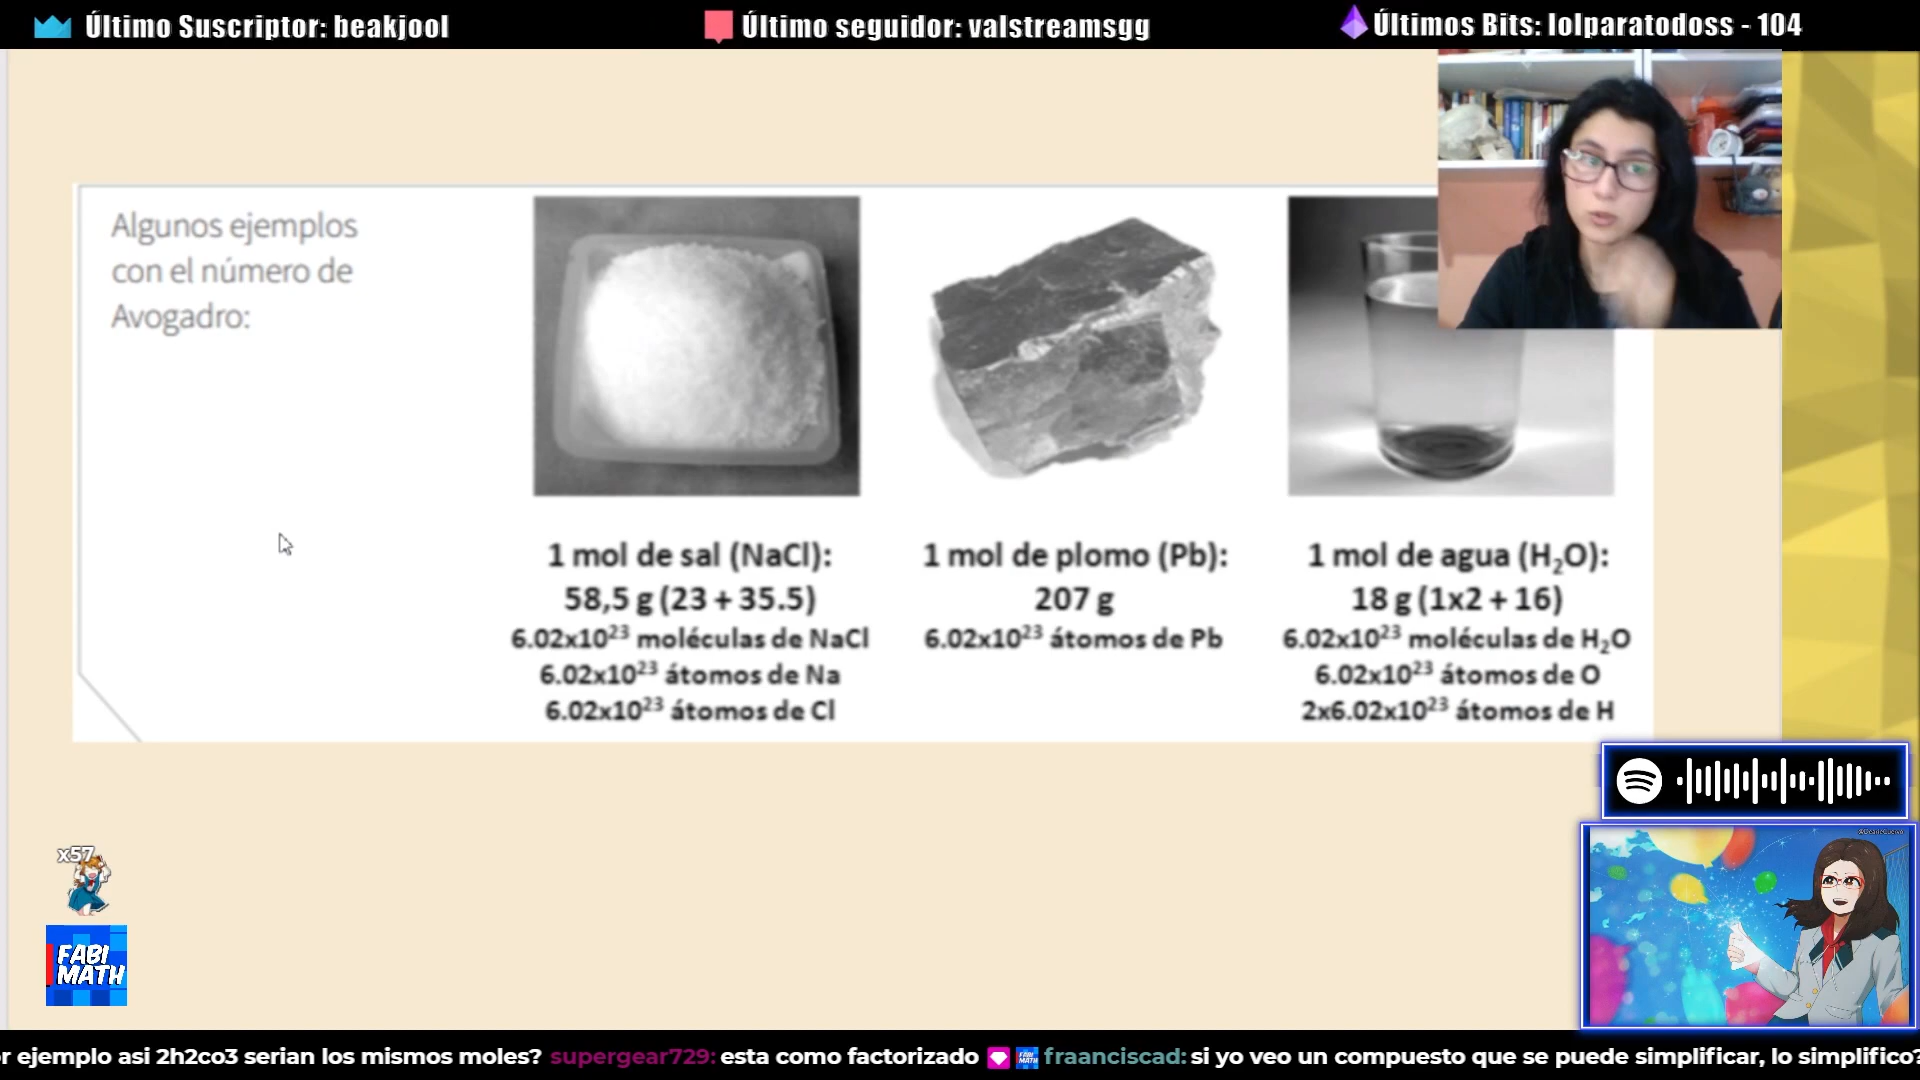 Último Suscriptor: beakjool
Último seguidor: valstreamsgg
Últimos Bits: lolparatodoss - 104
Algunos ejemplos
con el número de
Avogadro:
1 mol de sal (NaCl):
58,5 g (23 + 35.5)
6.02x10²³ moléculas de NaCl
6.02x10²³ átomos de Na
6.02x10²³ átomos de Cl
1 mol de plomo (Pb):
207 g
6.02x10²³ átomos de Pb
1 mol de agua (H₂O):
18 g (1x2 + 16)
6.02x10²³ moléculas de H₂O
6.02x10²³ átomos de O
2x6.02x10²³ átomos de H
x57
FABI
MATH
r ejemplo asi 2h2co3 serian los mismos moles? supergear729: esta como factorizado fraanciscad: si yo veo un compuesto que se puede simplificar, lo simplifico?